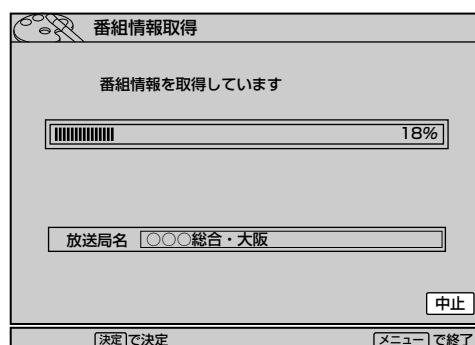 番組情報取得
番組情報を取得しています
18%
放送局名 ○○○総合・大阪
中止
決定で決定 メニューで終了